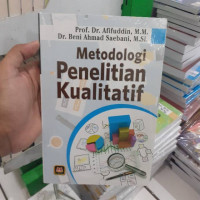 Prof. Dr. Afifuddin, M.M.
Dr. Beni Ahmad Saebani, M.Si.
Metodologi
Penelitian
Kualitatif